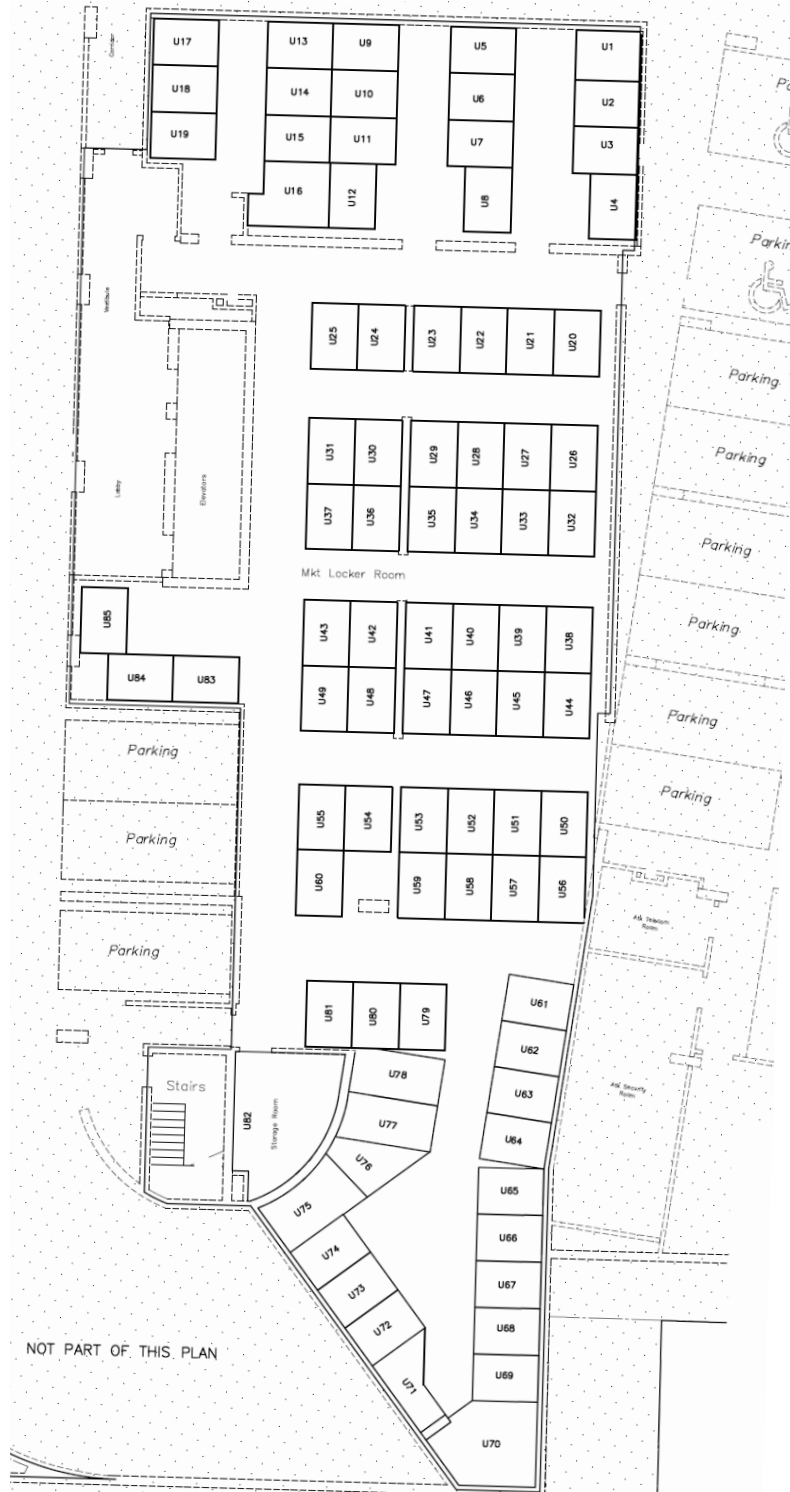 Corridor
U17
U13
U9
U5
U1
U18
U14
U10
U6
U2
U19
U15
U11
U7
U3
U16
U12
U8
U4
Parkin
Vestibule
U25
U24
U23
U22
U21
U20
Parking
U31
U30
U29
U28
U27
U26
Parking
Lobby
Elevators
U37
U36
U35
U34
U33
U32
Parking
Mkt Locker Room
U85
U43
U42
U41
U40
U39
U38
Parking
U84
U83
U49
U48
U47
U46
U45
U44
Parking
Parking
Parking
U55
U54
U53
U52
U51
U50
Parking
U60
U59
U58
U57
U56
Parking
U81
U80
U79
U61
U62
Stairs
U82
Storage Room
U78
U63
Security
Room
U77
U64
U76
U65
U75
U66
U74
U67
U73
U68
U72
NOT PART OF THIS PLAN
U69
U71
U70